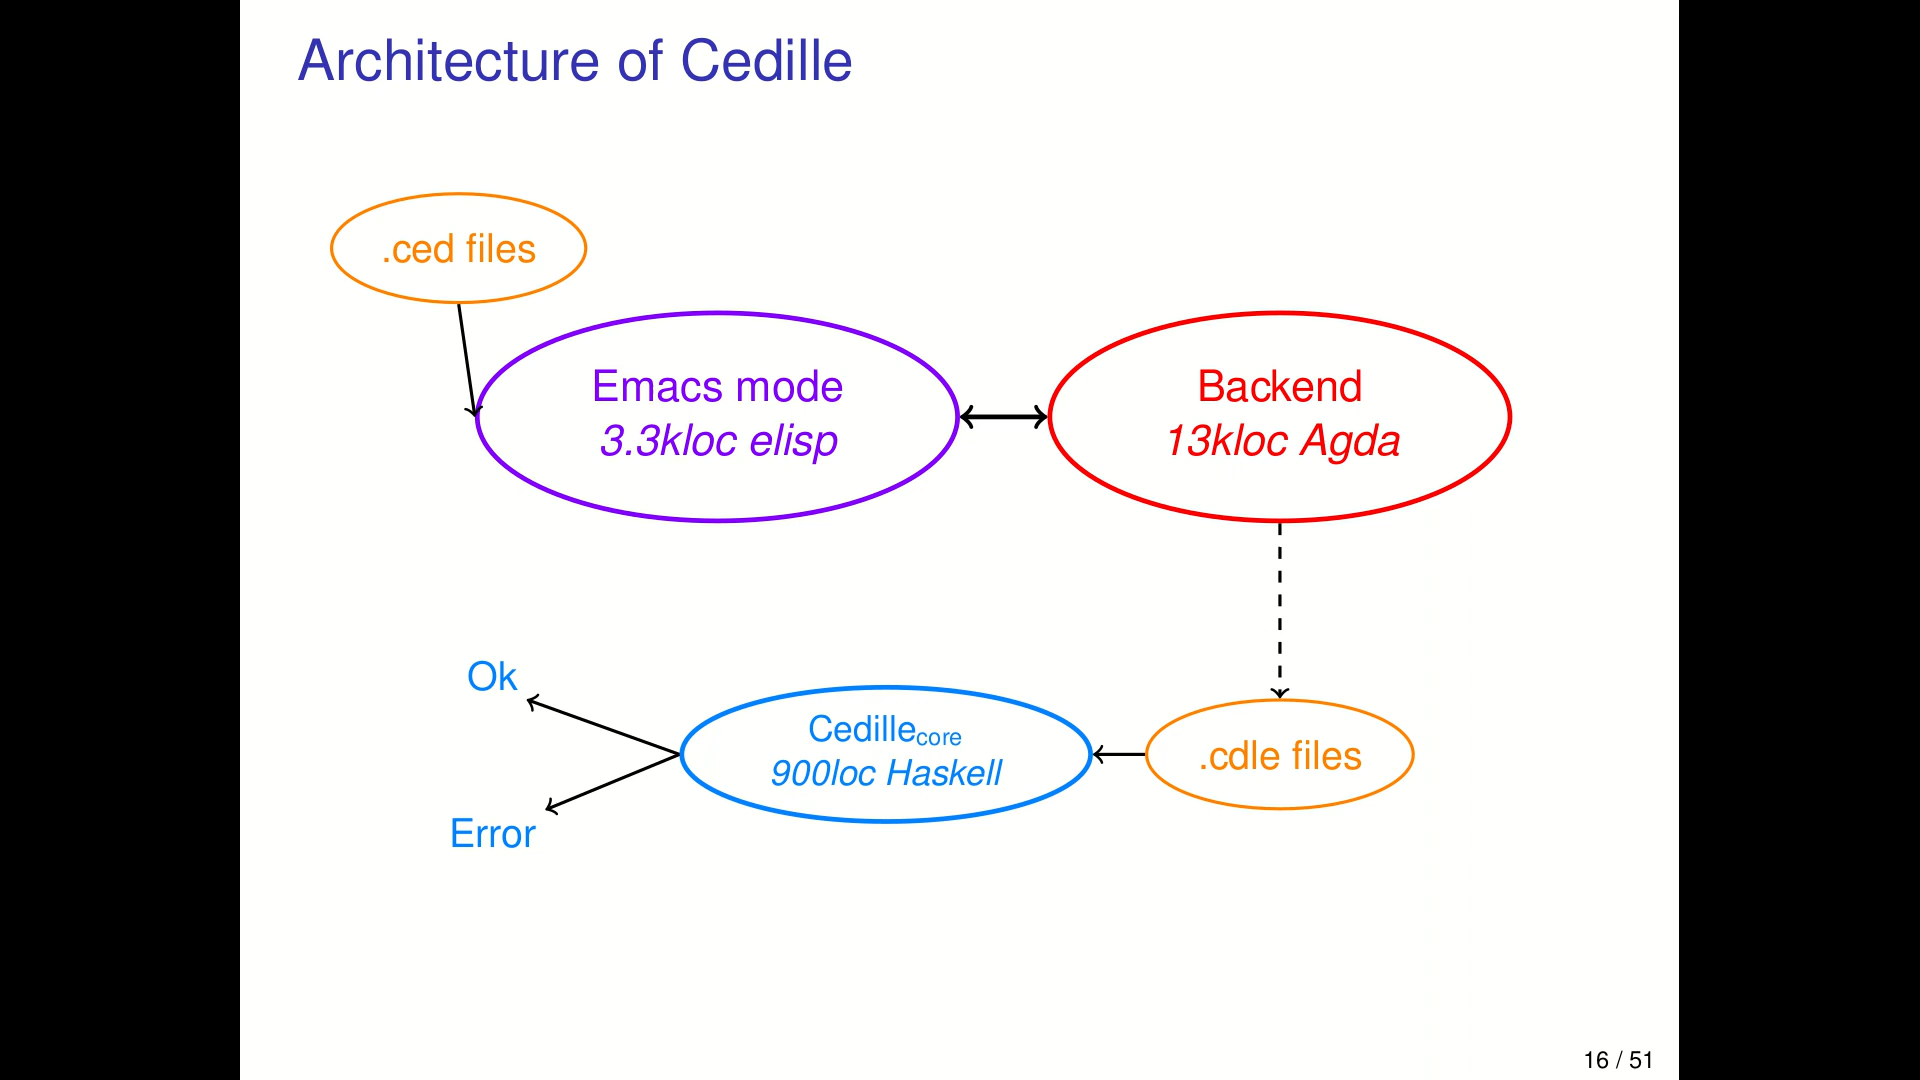 Architecture of Cedille
.ced files
Emacs mode
3.3kloc elisp
Backend
13kloc Agda
Ok
Cedillecore
900loc Haskell
.cdle files
Error
16 / 51